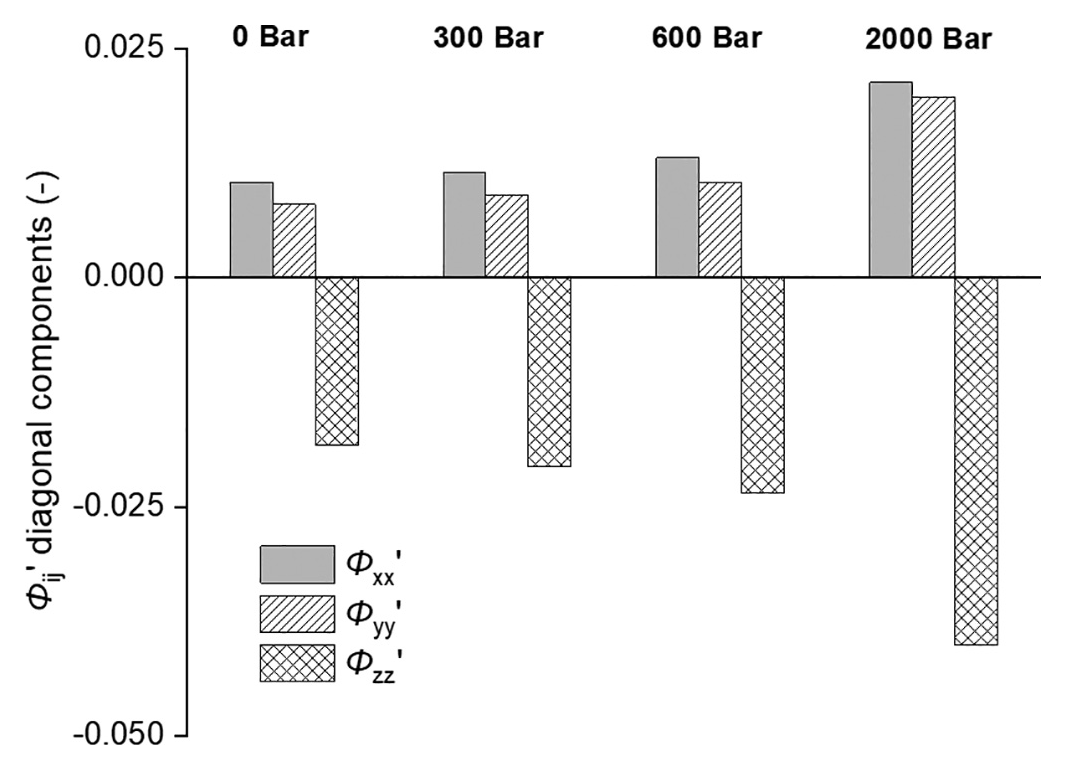 0 Bar 300 Bar 600 Bar 2000 Bar
0.025
0.000
-0.025
-0.050
Φij' diagonal components (-)
Φxx'
Φyy'
Φzz'